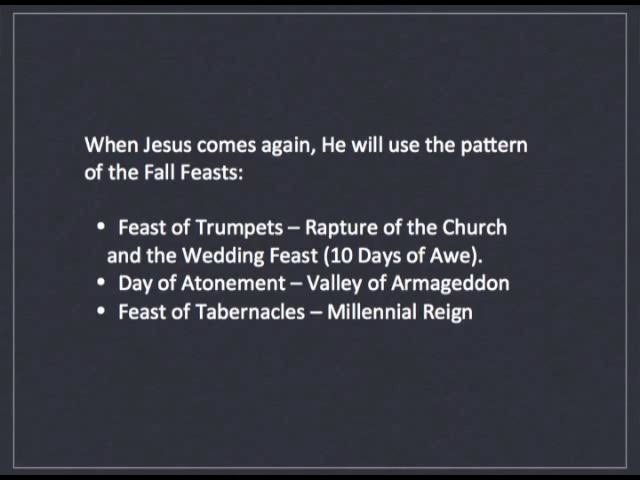 When Jesus comes again, He will use the pattern
of the Fall Feasts:
• Feast of Trumpets – Rapture of the Church
and the Wedding Feast (10 Days of Awe).
• Day of Atonement – Valley of Armageddon
• Feast of Tabernacles – Millennial Reign